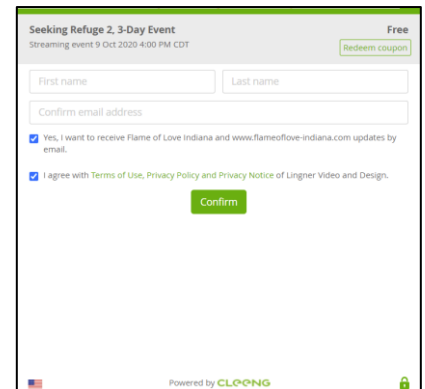 Seeking Refuge 2, 3-Day Event
Free
Streaming event 9 Oct 2020 4:00 PM CDT
Redeem coupon
First name
Last name
Confirm email address
Yes, I want to receive Flame of Love Indiana and www.flameoflove-indiana.com updates by
email.
I agree with Terms of Use, Privacy Policy and Privacy Notice of Lingner Video and Design.
Confirm
Powered by CLEENG